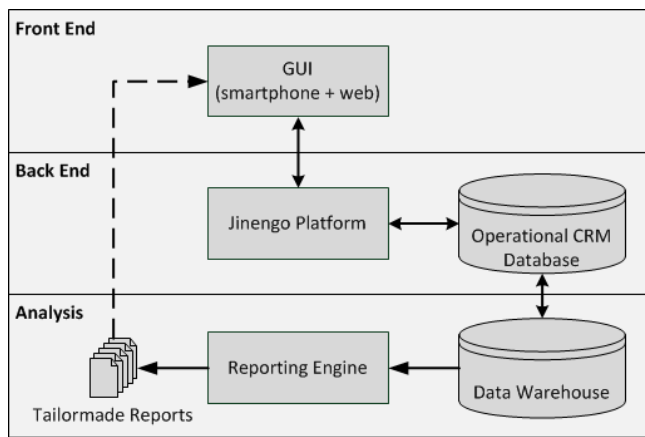 Front End
GUI
(smartphone + web)
Back End
Jinengo Platform
Operational CRM
Database
Analysis
Reporting Engine
Data Warehouse
Tailormade Reports